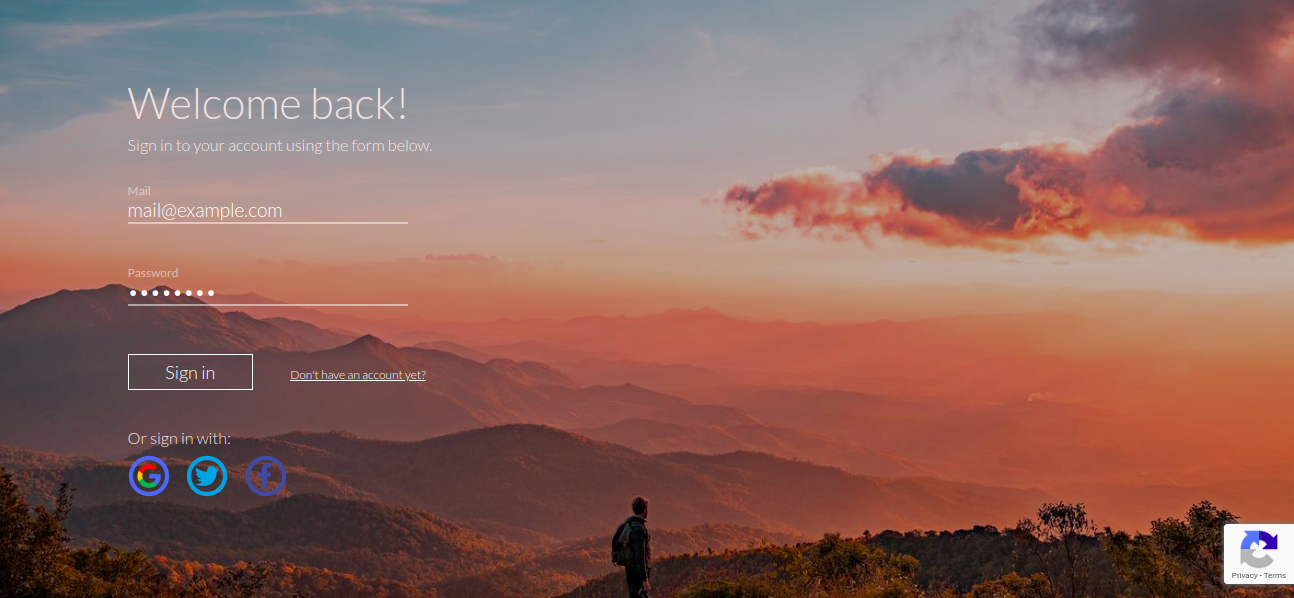 Welcome back!
Sign in to your account using the form below.
Mail
mail@example.com
Password
Sign in
Don't have an account yet?
Or sign in with:
Privacy - Terms